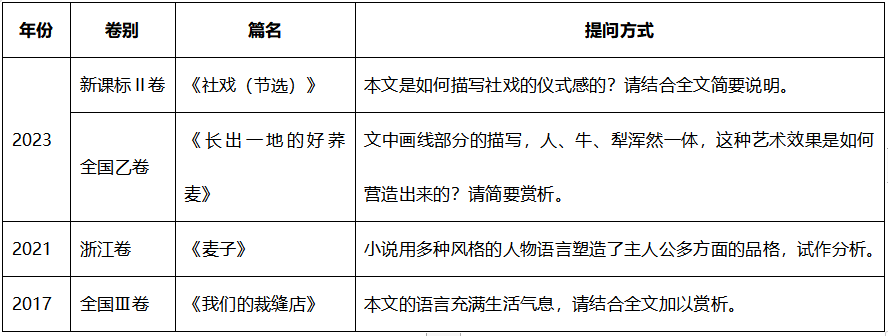 年份 卷别 篇名 提问方式
2023 新课标Ⅱ卷 《社戏（节选）》 本文是如何描写社戏的仪式感的？请结合全文简要说明。
全国乙卷 《长出一地的好荞 文中画线部分的描写，人、牛、犁浑然一体，这种艺术效果是如何
麦》 营造出来的？请简要赏析。
2021 浙江卷 《麦子》 小说用多种风格的人物语言塑造了主人公多方面的品格，试作分析。
2017 全国Ⅲ卷 《我们的裁缝店》 本文的语言充满生活气息，请结合全文加以赏析。